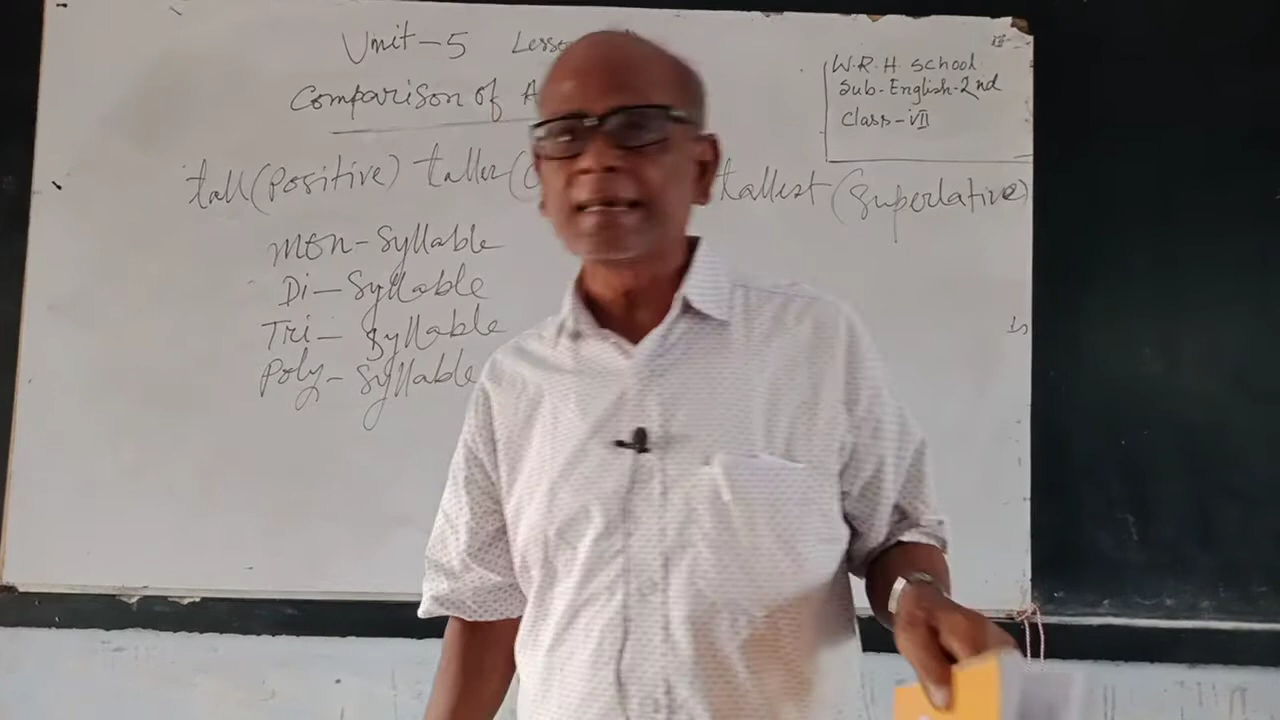 Unit-5 Lesso
Comparison of A
W.R.H. School
Sub-English-2nd
Class-VII
tall (Positive) taller (C tallest (Superlative)
Mon-Syllable
Di-Syllable
Tri-Syllable
Poly-Syllable